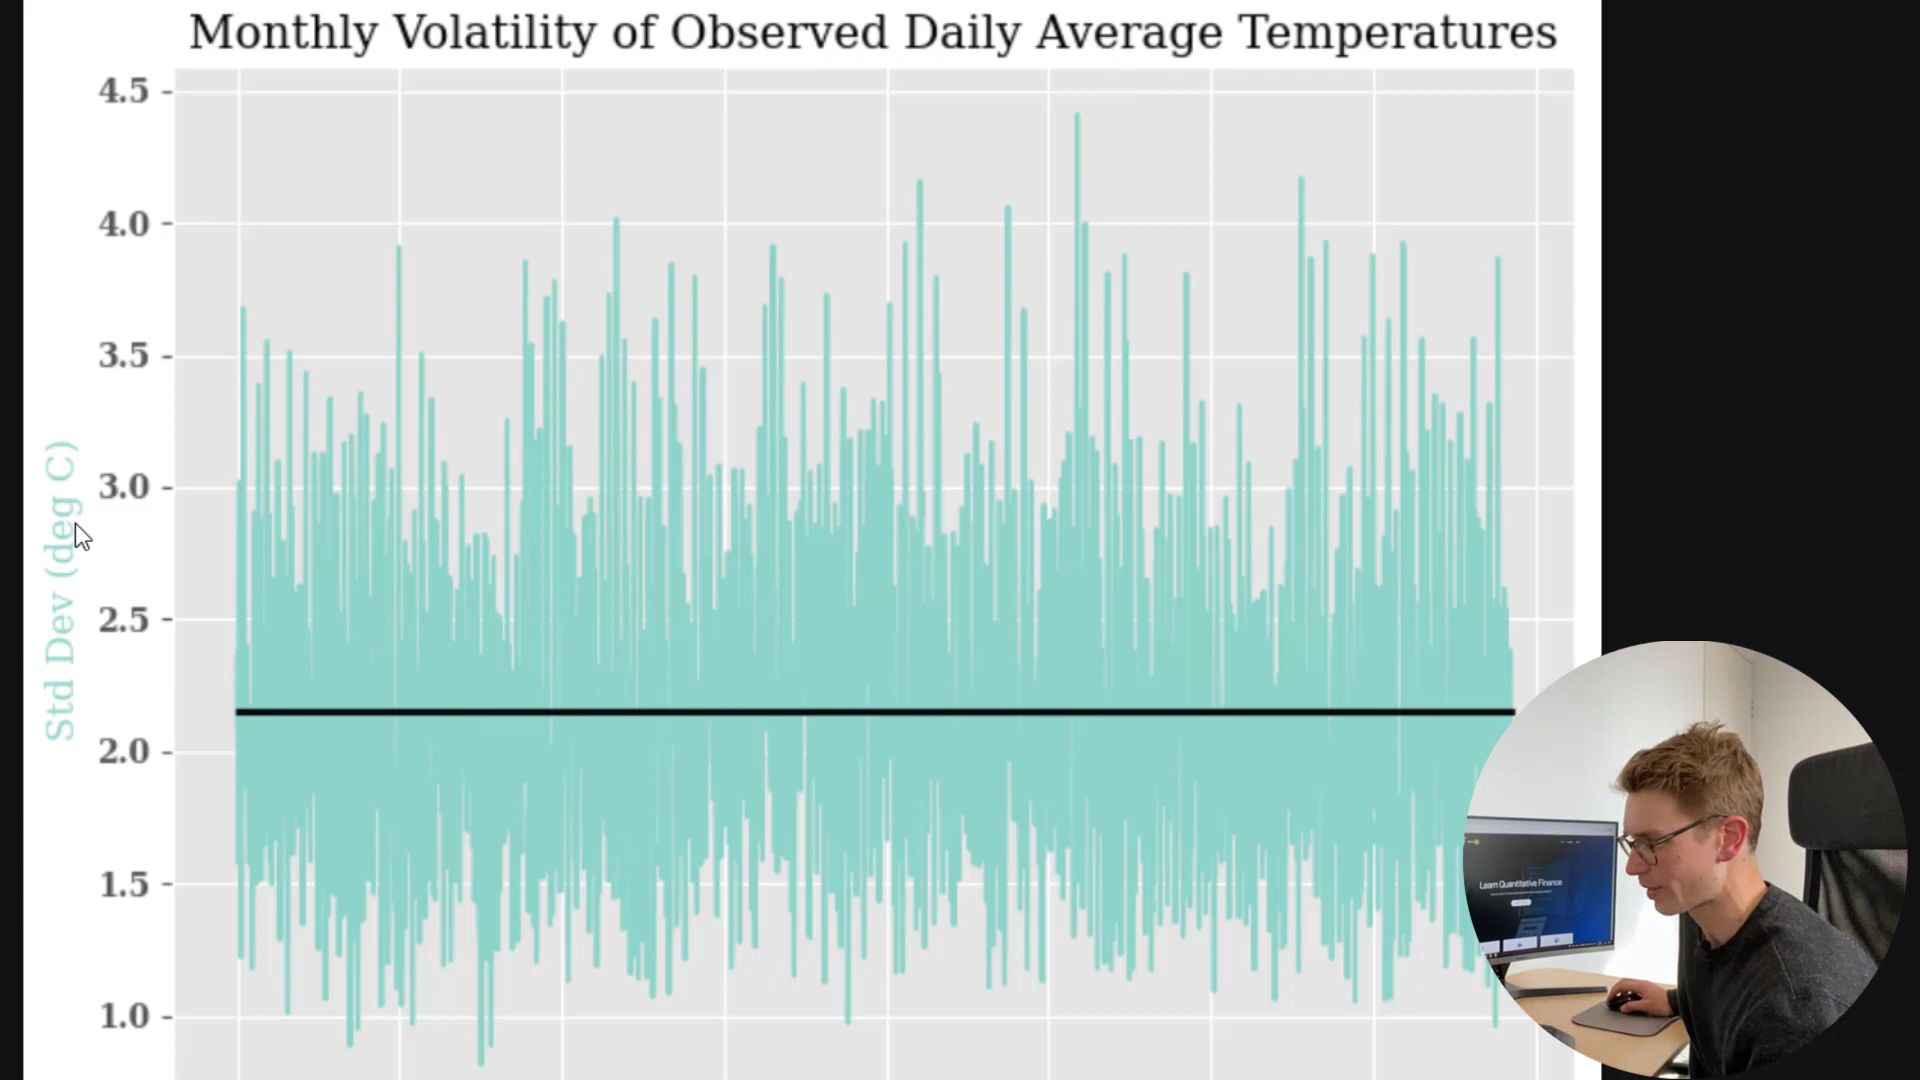 Monthly Volatility of Observed Daily Average Temperatures
4.5
4.0
3.5
3.0
2.5
2.0
1.5
1.0
Std Dev (deg C)
Learn Quantitative Finance